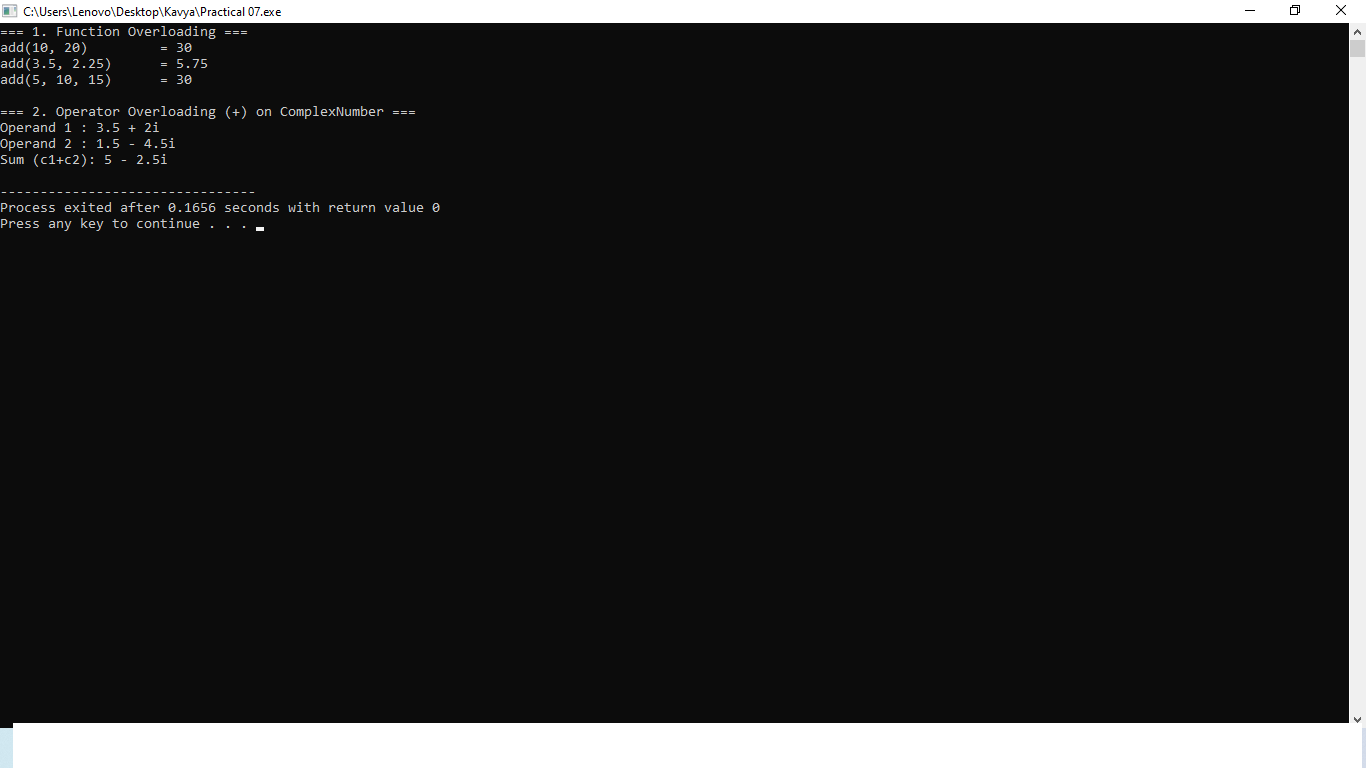 C:\Users\Lenovo\Desktop\Kavya\Practical 07.exe
=== 1. Function Overloading ===
add(10, 20)         = 30
add(3.5, 2.25)      = 5.75
add(5, 10, 15)      = 30
=== 2. Operator Overloading (+) on ComplexNumber ===
Operand 1 : 3.5 + 2i
Operand 2 : 1.5 - 4.5i
Sum (c1+c2): 5 - 2.5i
--------------------------------
Process exited after 0.1656 seconds with return value 0
Press any key to continue . . .